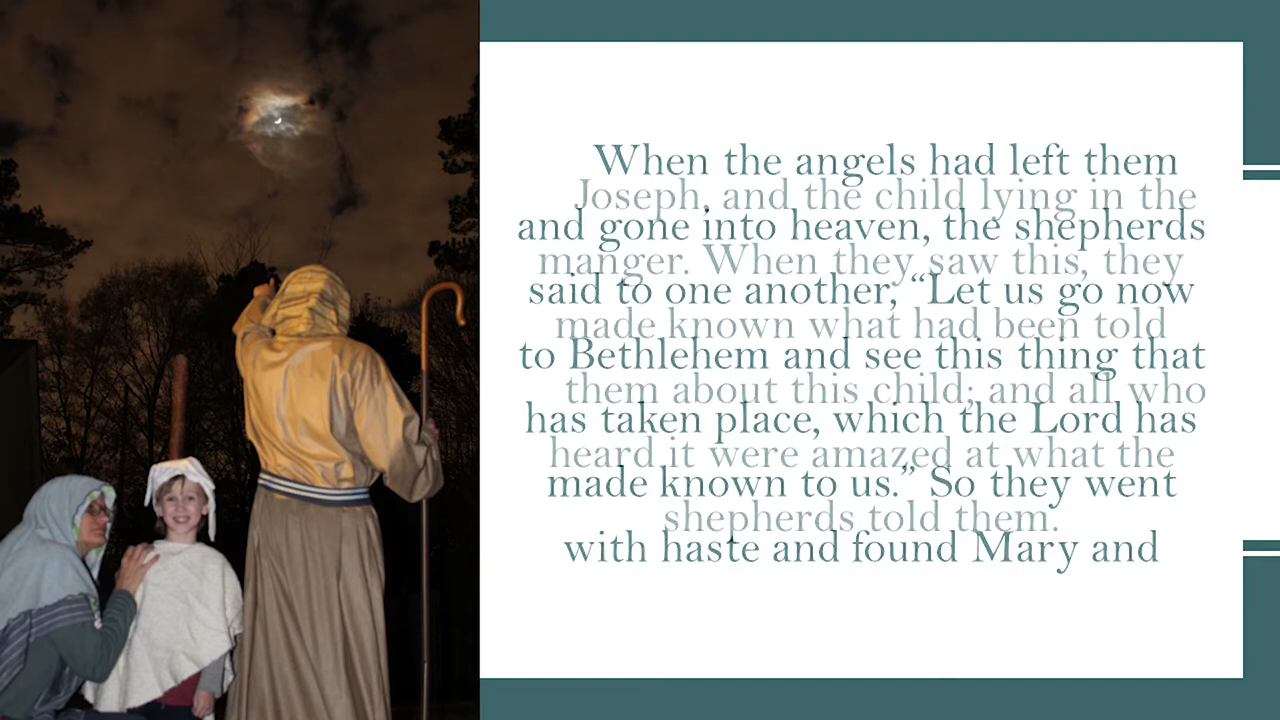 When the angels had left them
and gone into heaven, the shepherds
said to one another, “Let us go now
to Bethlehem and see this thing that
has taken place, which the Lord has
made known to us.” So they went
with haste and found Mary and
Joseph, and the child lying in the
manger. When they saw this, they
made known what had been told
them about this child; and all who
heard it were amazed at what the
shepherds told them.